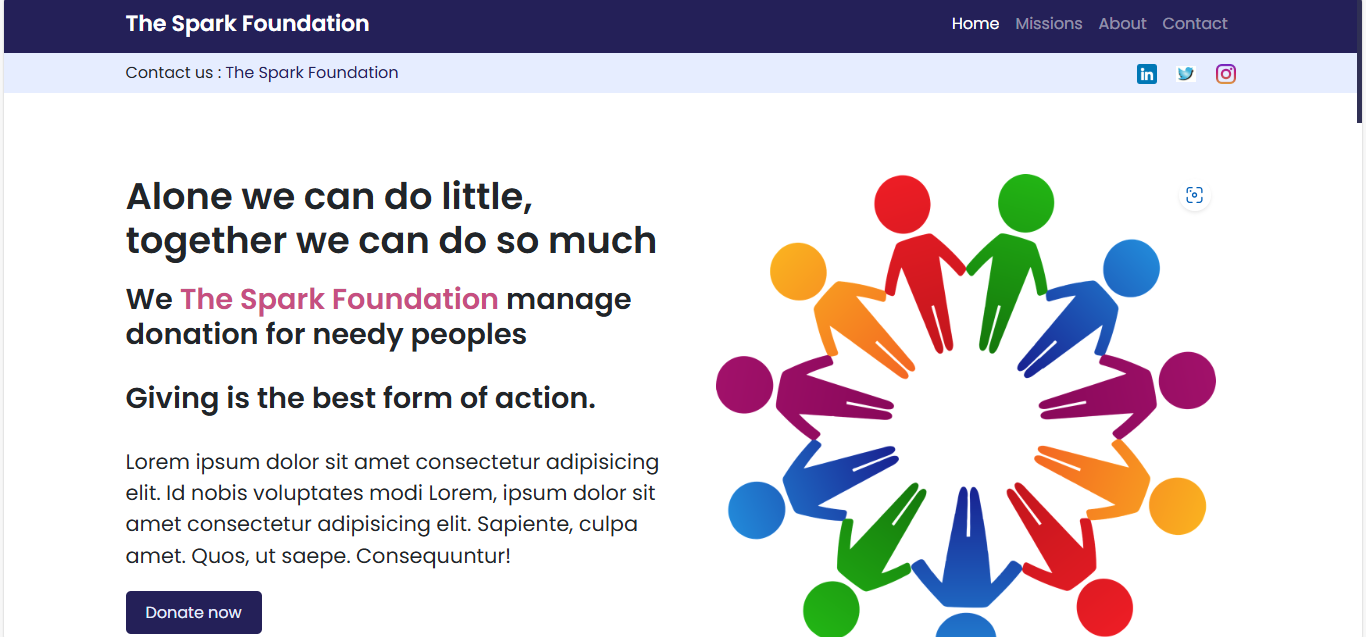 The Spark Foundation
Home Missions About Contact
Contact us : The Spark Foundation
in
Alone we can do little,
together we can do so much
We The Spark Foundation manage
donation for needy peoples
Giving is the best form of action.
Lorem ipsum dolor sit amet consectetur adipisicing
elit. Id nobis voluptates modi Lorem, ipsum dolor sit
amet consectetur adipisicing elit. Sapiente, culpa
amet. Quos, ut saepe. Consequuntur!
Donate now